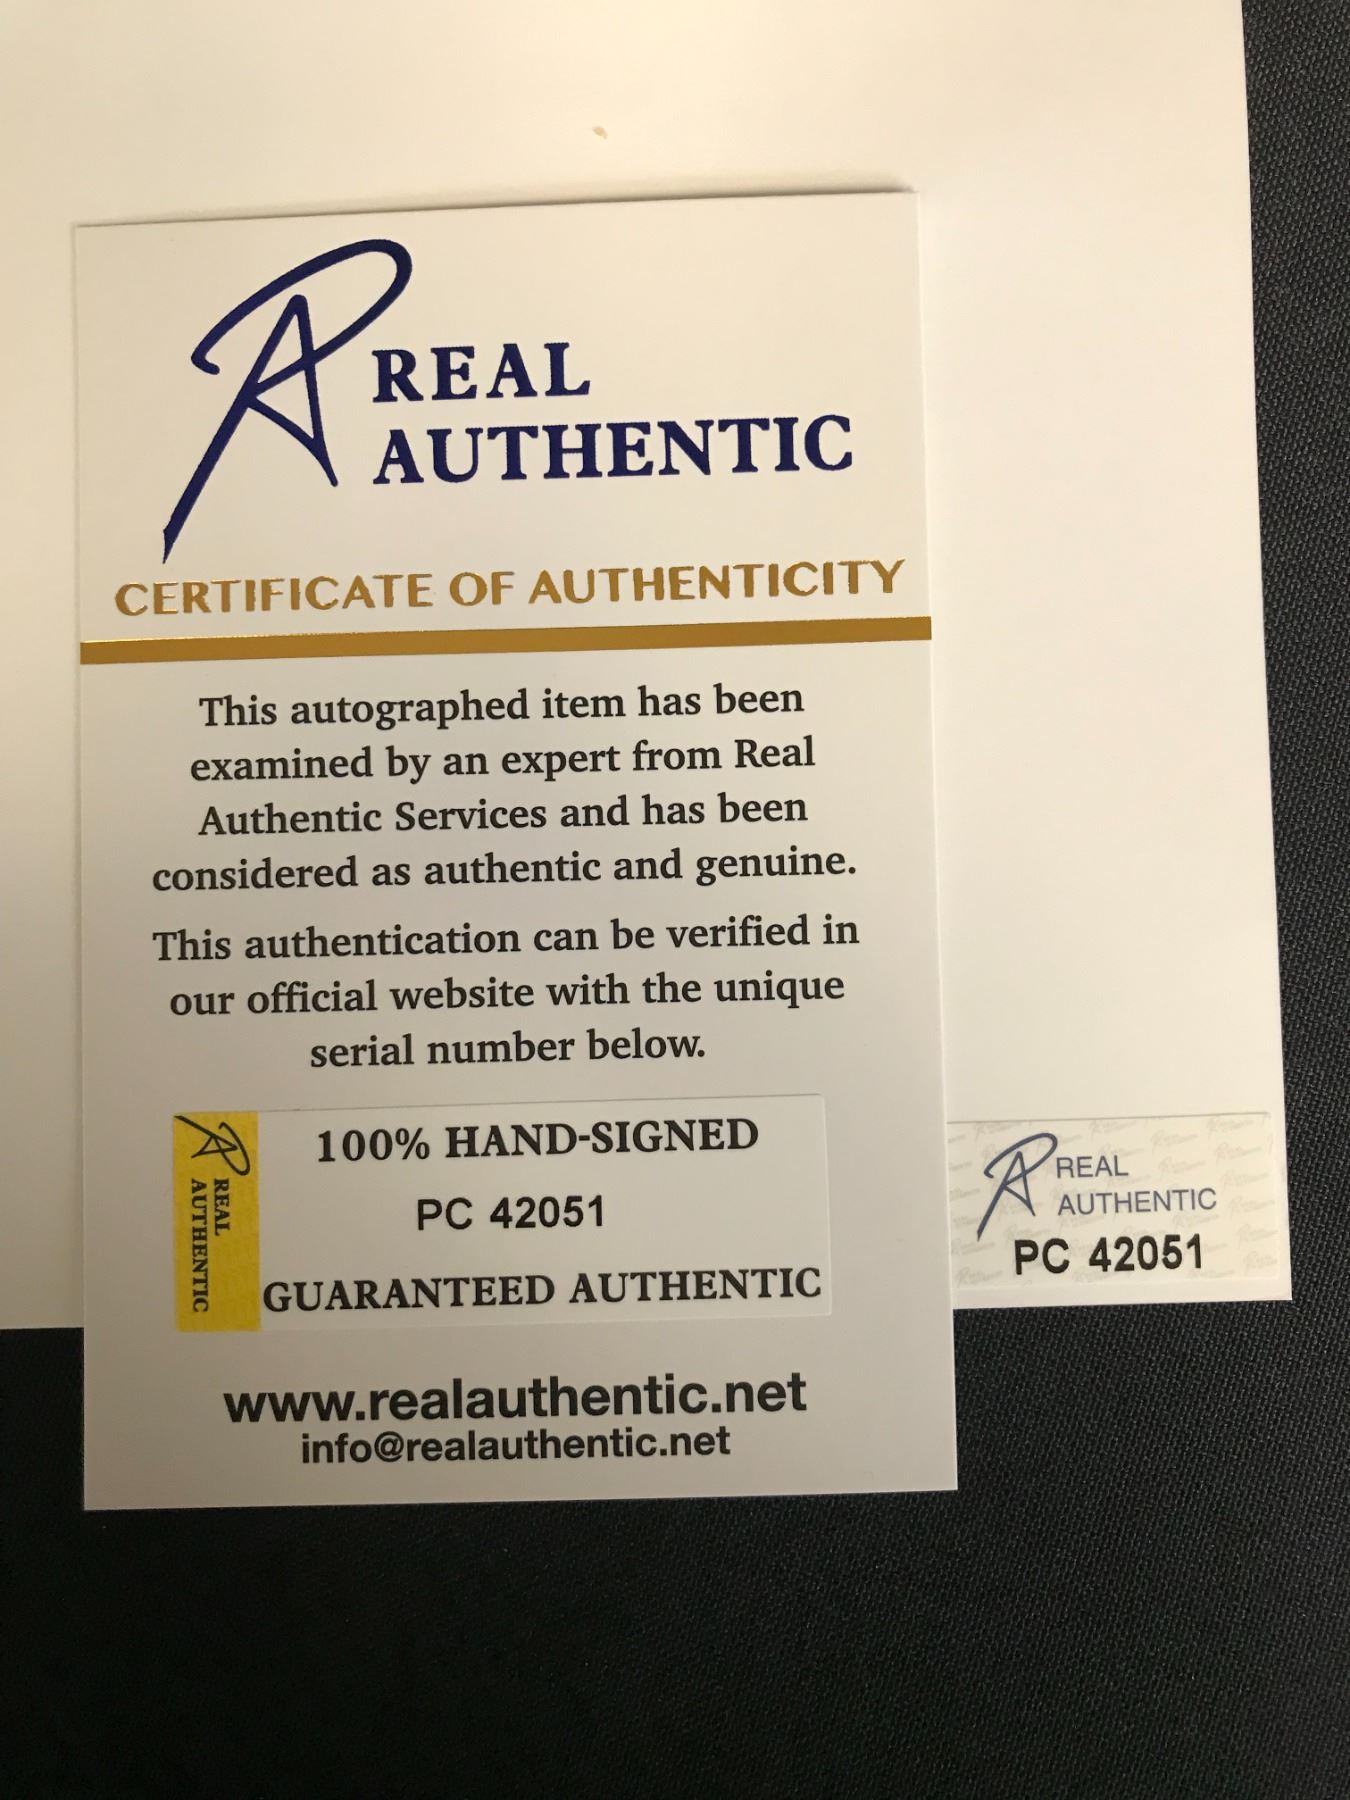 REAL
AUTHENTIC
CERTIFICATE OF AUTHENTICITY
This autographed item has been
examined by an expert from Real
Authentic Services and has been
considered as authentic and genuine.
This authentication can be verified in
our official website with the unique
serial number below.
REAL
AUTHENTIC
100% HAND-SIGNED
PC 42051
GUARANTEED AUTHENTIC
www.realauthentic.net
info@realauthentic.net
REAL
AUTHENTIC
PC 42051